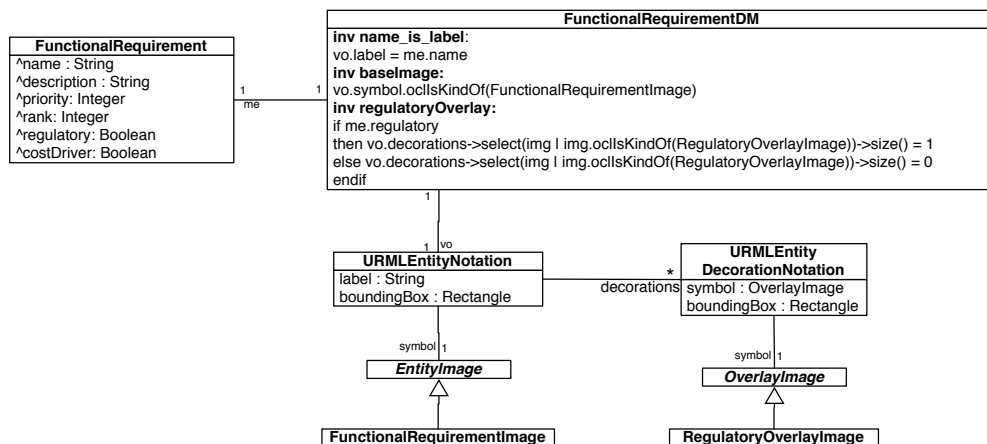 FunctionalRequirementDM
inv name_is_label:
vo.label = me.name
inv baseImage:
vo.symbol.oclIsKindOf(FunctionalRequirementImage)
inv regulatoryOverlay:
if me.regulatory
then vo.decorations->select(img | img.oclIsKindOf(RegulatoryOverlayImage))->size() = 1
else vo.decorations->select(img | img.oclIsKindOf(RegulatoryOverlayImage))->size() = 0
endif
FunctionalRequirement
^name : String
^description : String
^priority: Integer
^rank: Integer
^regulatory: Boolean
^costDriver: Boolean
1
me
1
1
1
vo
URMLEntityNotation
label : String
boundingBox : Rectangle
*
decorations
URMLEntity
DecorationNotation
symbol : OverlayImage
boundingBox : Rectangle
symbol 1
EntityImage
symbol 1
OverlayImage
FunctionalRequirementImage
RegulatoryOverlayImage